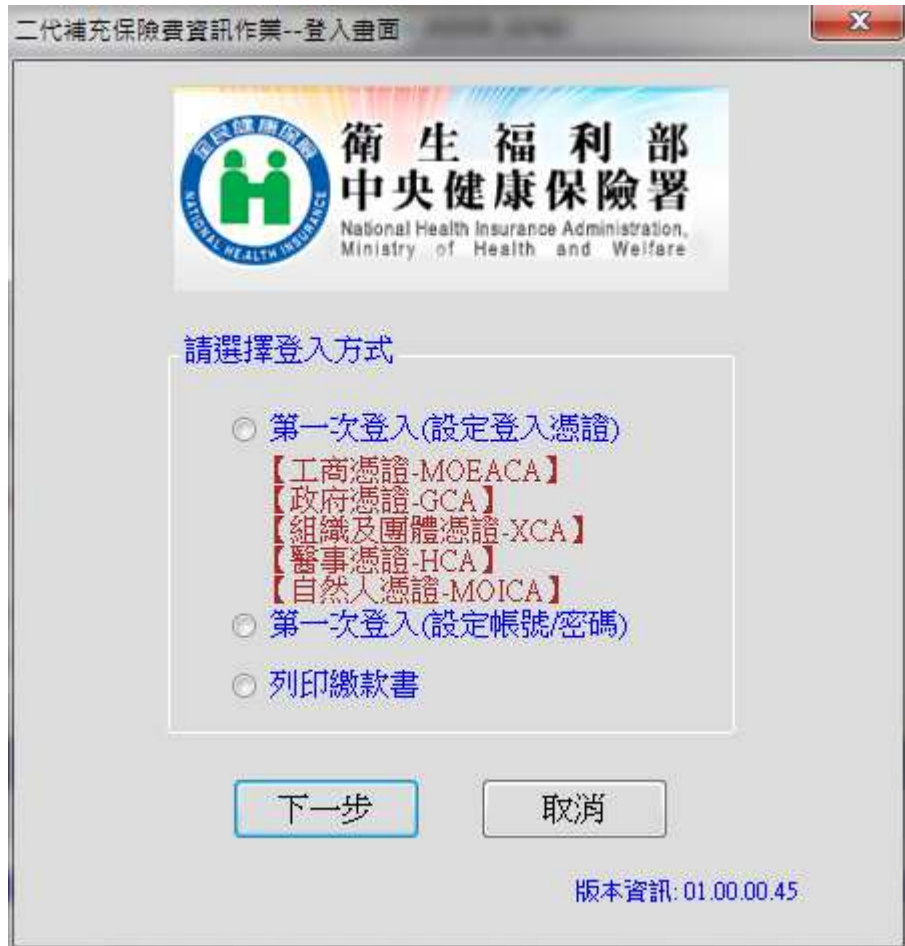 二代補充保險費資訊作業--登入畫面
全民健康保險
NATIONAL HEALTH INSURANCE
衛生福利部
中央健康保險署
National Health Insurance Administration,
Ministry of Health and Welfare
請選擇登入方式
第一次登入(設定登入憑證)
【工商憑證-MOEACA】
【政府憑證-GCA】
【組織及團體憑證-XCA】
【醫事憑證-HCA】
【自然人憑證-MOICA】
第一次登入(設定帳號/密碼)
列印繳款書
下一步
取消
版本資訊: 01.00.00.45